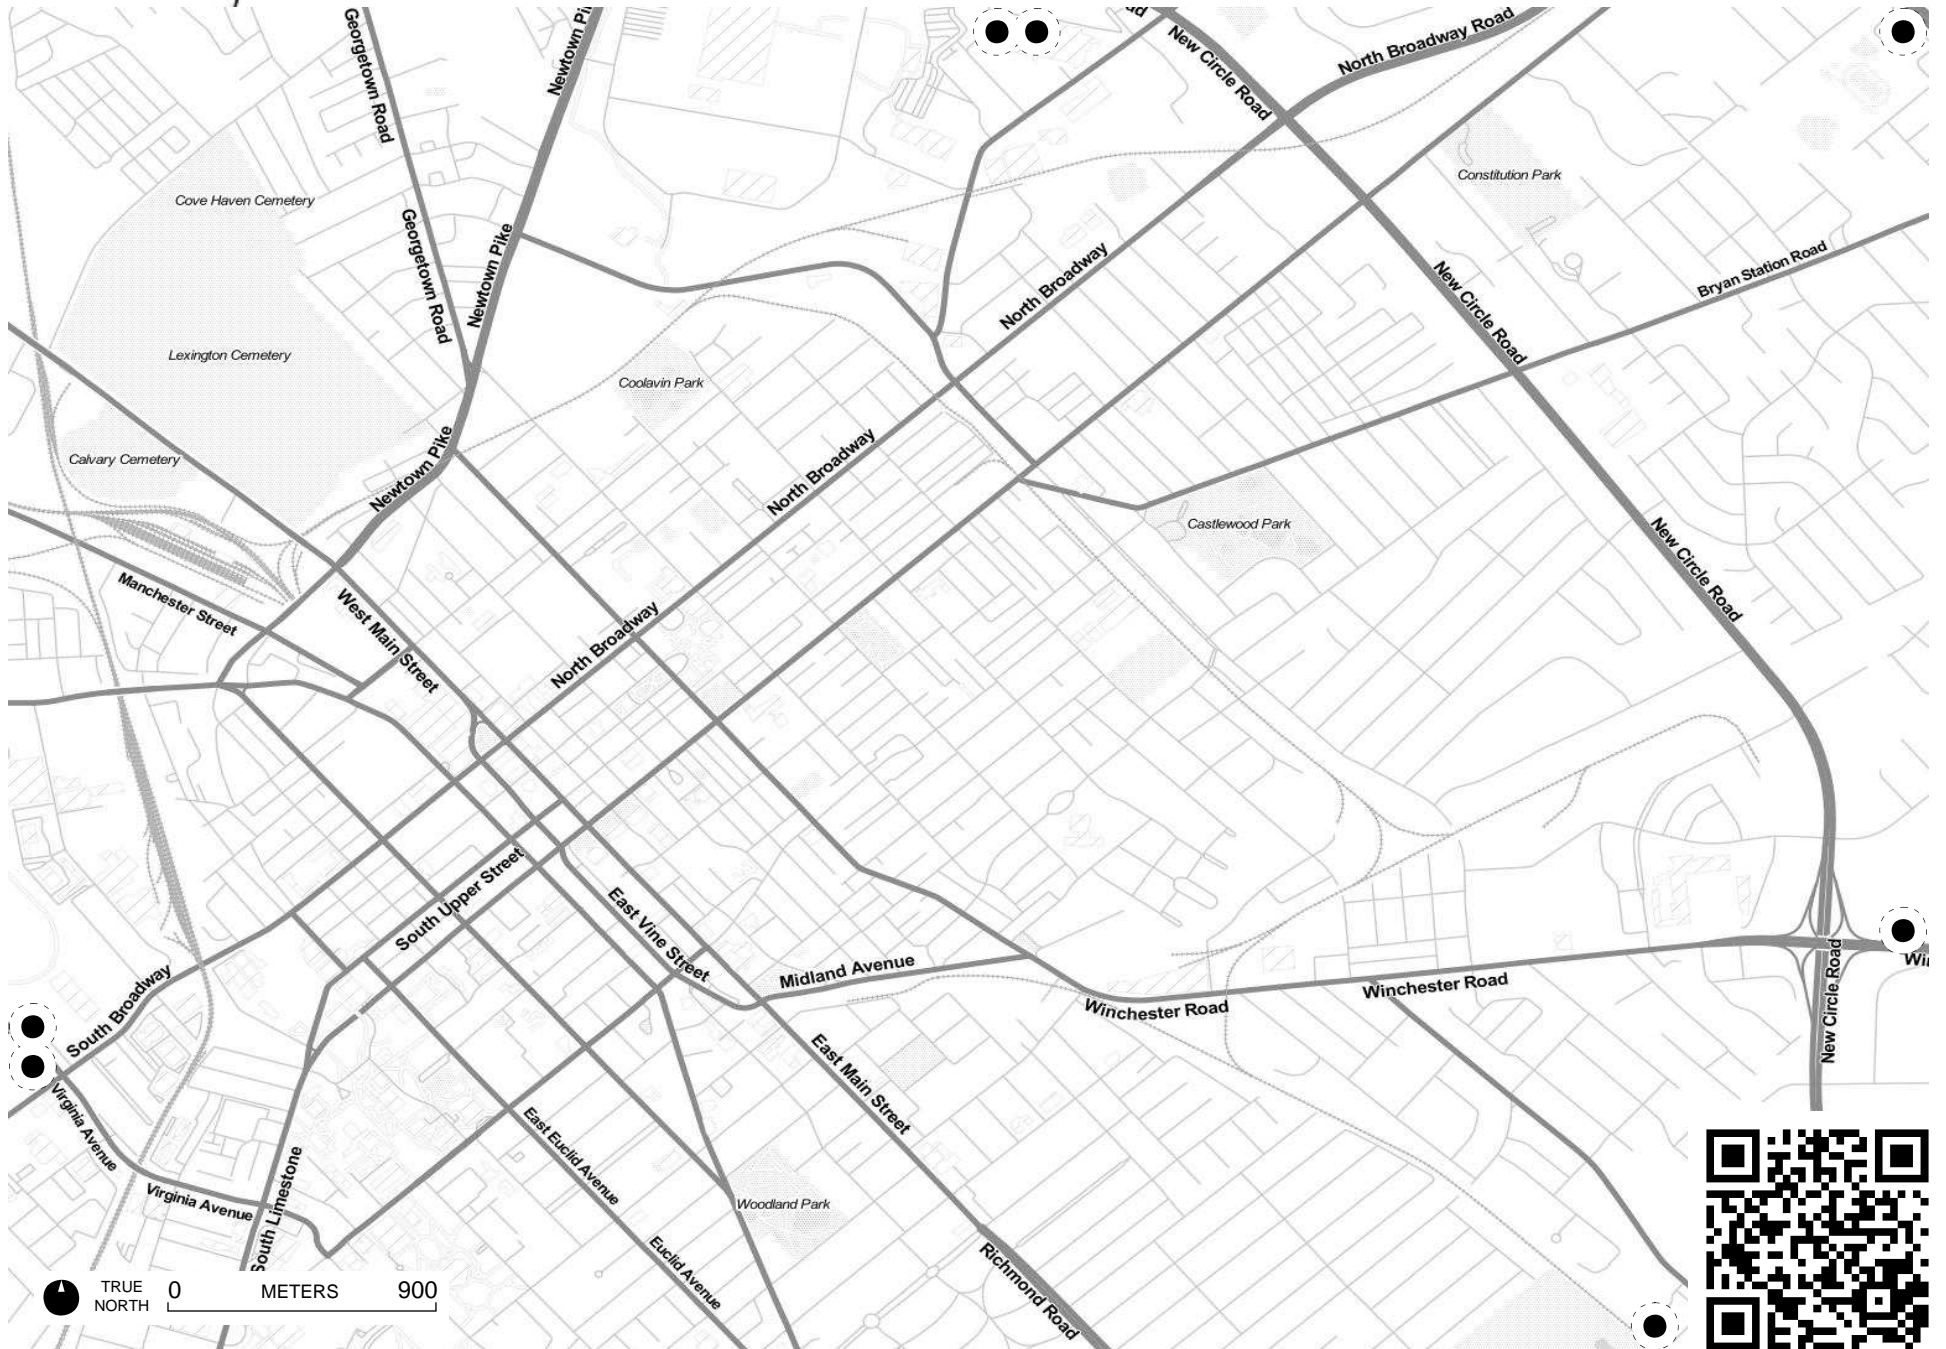 Georgetown Road
Newtown Pi
ad
New Circle Road
North Broadway Road
Cove Haven Cemetery
Constitution Park
Georgetown Road
Newtown Pike
North Broadway
New Circle Road
Bryan Station Road
Lexington Cemetery
Coolavin Park
Calvary Cemetery
Newtown Pike
North Broadway
Castlewood Park
New Circle Road
Manchester Street
West Main Street
North Broadway
South Upper Street
East Vine Street
Midland Avenue
Winchester Road
Winchester Road
Wi
New Circle Road
South Broadway
East Main Street
Virginia Avenue
East Euclid Avenue
Virginia Avenue
South Limestone
Woodland Park
Euclid Avenue
Richmond Road
TRUE
NORTH
0 METERS 900